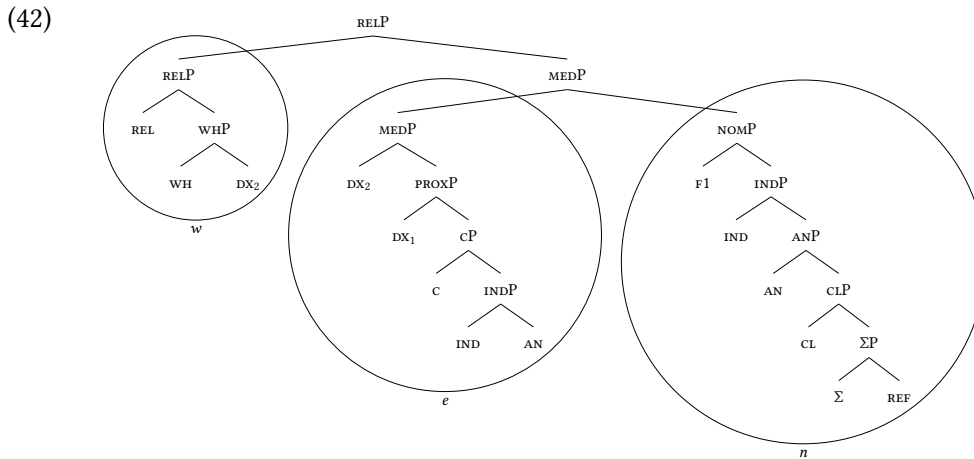 (42)
RELP
RELP MEDP
REL WHP MEDP NOMP
WH DX₂ DX₂ PROXP F1 INDP
w DX₁ CP IND ANP
C INDP AN CLP
IND AN CL ΣP
e Σ REF
n